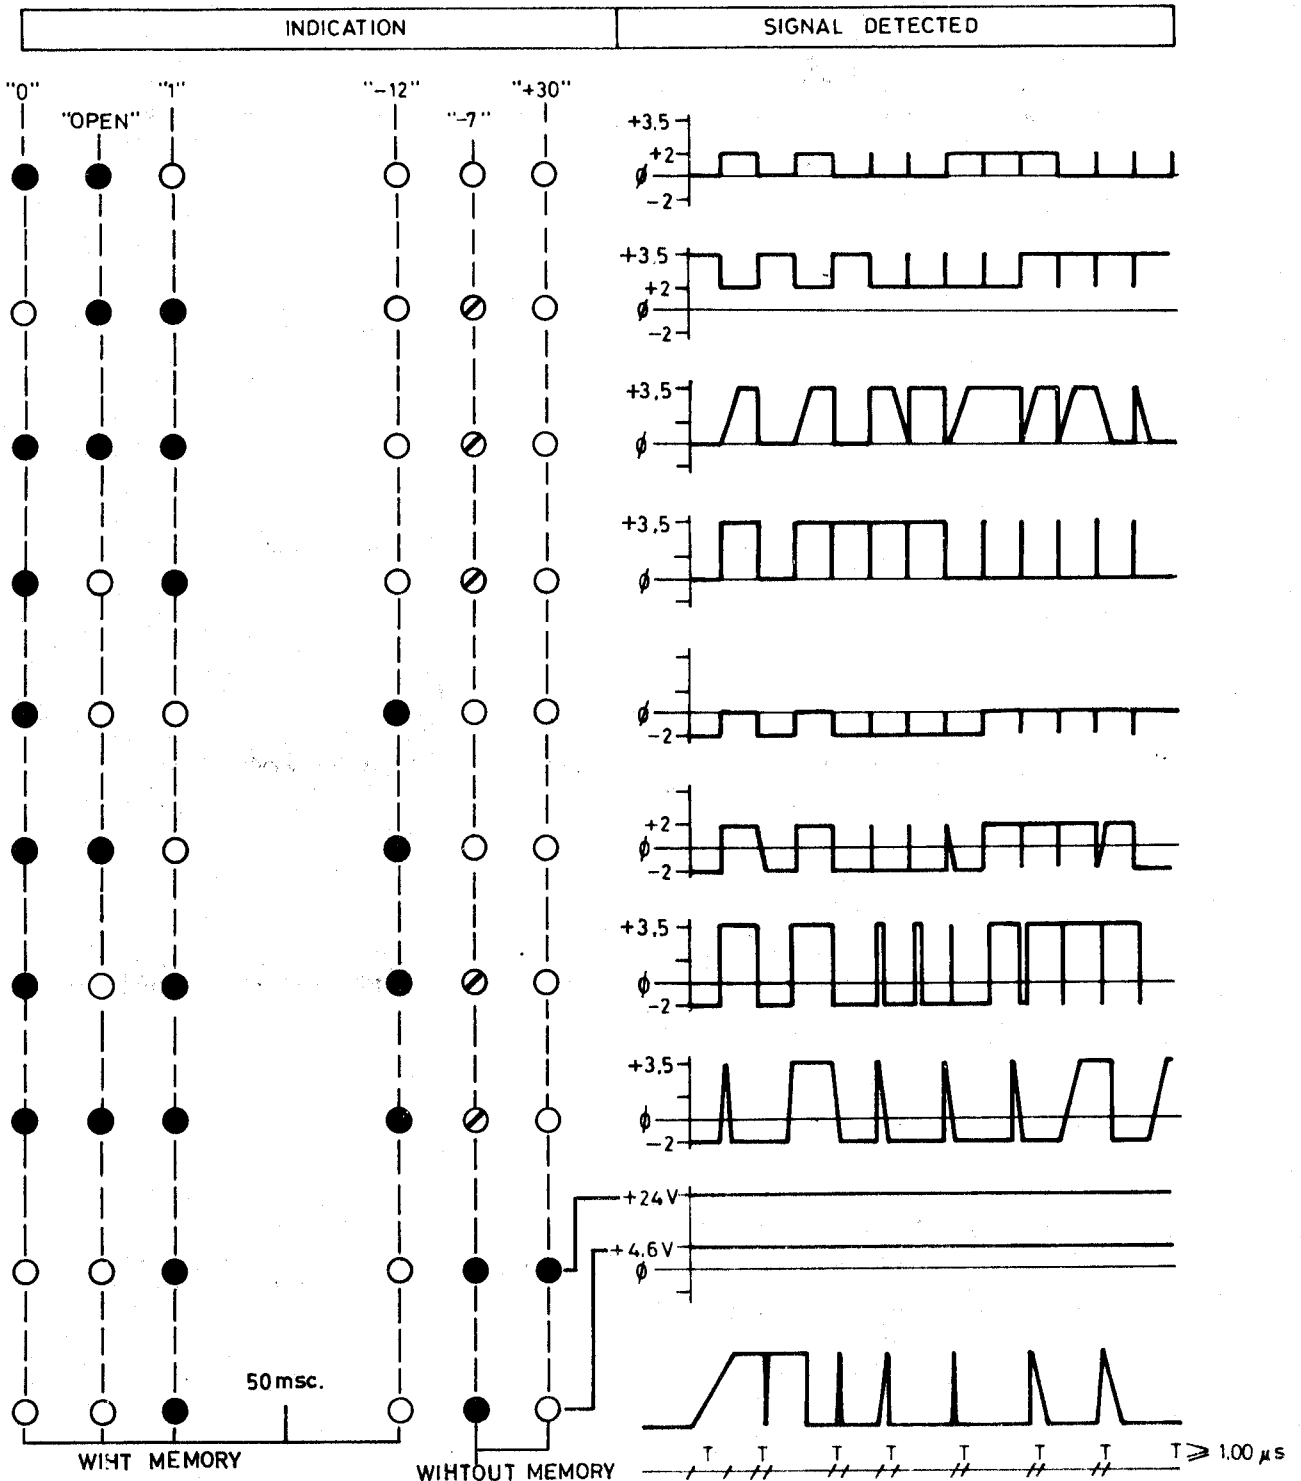 INDICATION
SIGNAL DETECTED
"0"
"OPEN"
"1"
"-12"
"-7"
"+30"
+3.5
+2
ø
-2
+3.5
+2
ø
-2
+3.5
ø
+3.5
ø
ø
-2
+2
ø
-2
+3.5
ø
-2
+3.5
ø
-2
+24V
+4.6V
ø
50 msc.
WIHT MEMORY
WIHTOUT MEMORY
T T T T T T T T ⩾ 1.00 µs